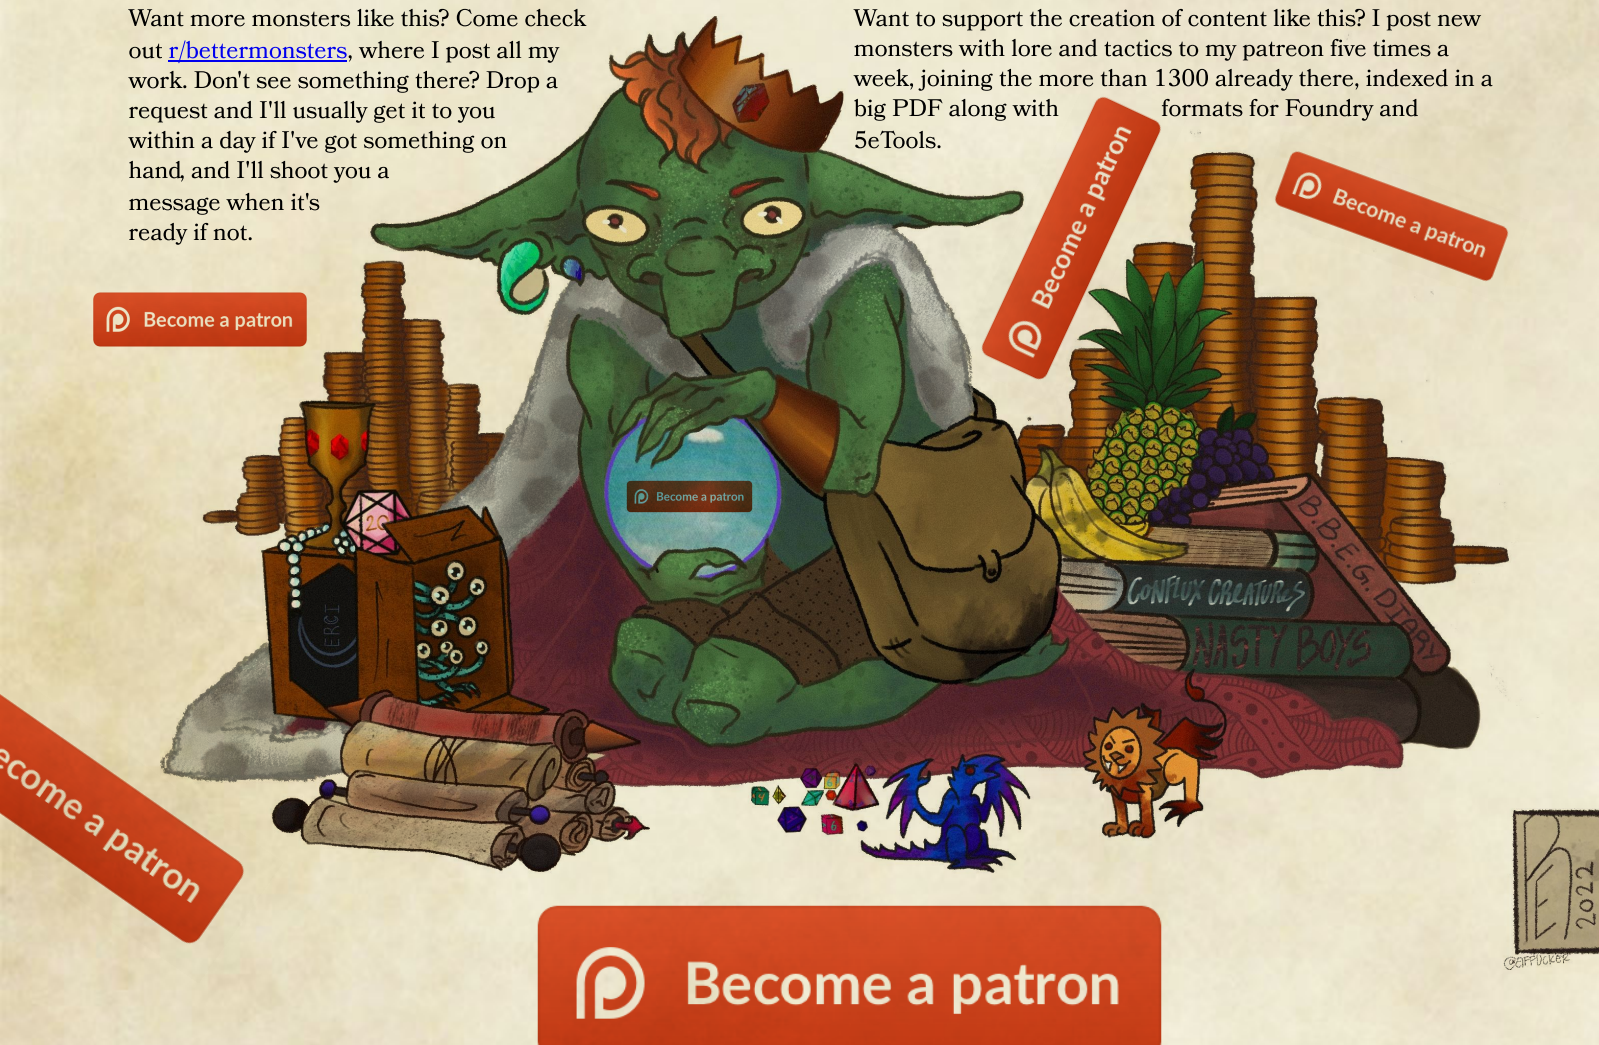 Want more monsters like this? Come check
out r/bettermonsters, where I post all my
work. Don't see something there? Drop a
request and I'll usually get it to you
within a day if I've got something on
hand, and I'll shoot you a
message when it's
ready if not.
Want to support the creation of content like this? I post new
monsters with lore and tactics to my patreon five times a
week, joining the more than 1300 already there, indexed in a
big PDF along with formats for Foundry and
5eTools.
Become a patron
Become a patron
Become a patron
Become a patron
20
ERCI
B.B.E.G. DIARY
CONFLUX CREATURES
NASTY BOYS
ecome a patron
6
2022
Become a patron